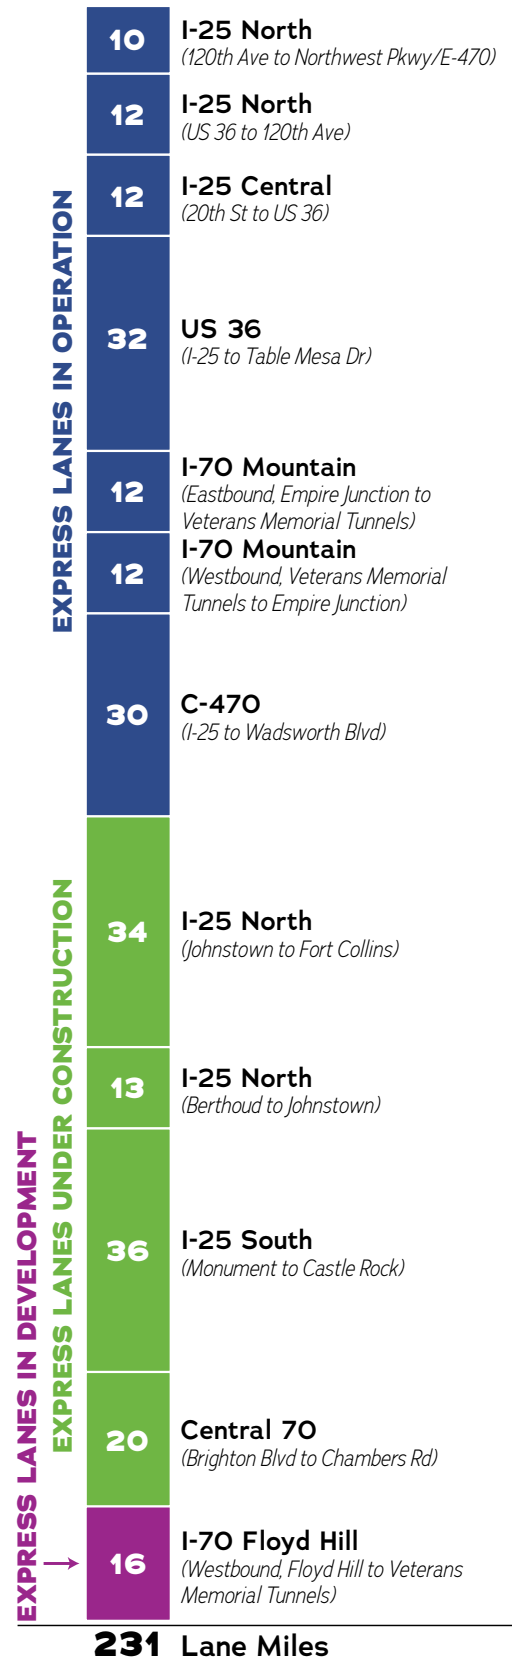 10 I-25 North
(120th Ave to Northwest Pkwy/E-470)
12 I-25 North
(US 36 to 120th Ave)
12 I-25 Central
(20th St to US 36)
32 US 36
(I-25 to Table Mesa Dr)
12 I-70 Mountain
(Eastbound, Empire Junction to
Veterans Memorial Tunnels)
12 I-70 Mountain
(Westbound, Veterans Memorial
Tunnels to Empire Junction)
30 C-470
(I-25 to Wadsworth Blvd)
EXPRESS LANES IN OPERATION
34 I-25 North
(Johnstown to Fort Collins)
13 I-25 North
(Berthoud to Johnstown)
36 I-25 South
(Monument to Castle Rock)
20 Central 70
(Brighton Blvd to Chambers Rd)
EXPRESS LANES UNDER CONSTRUCTION
16 I-70 Floyd Hill
(Westbound, Floyd Hill to Veterans
Memorial Tunnels)
EXPRESS LANES IN DEVELOPMENT
231 Lane Miles